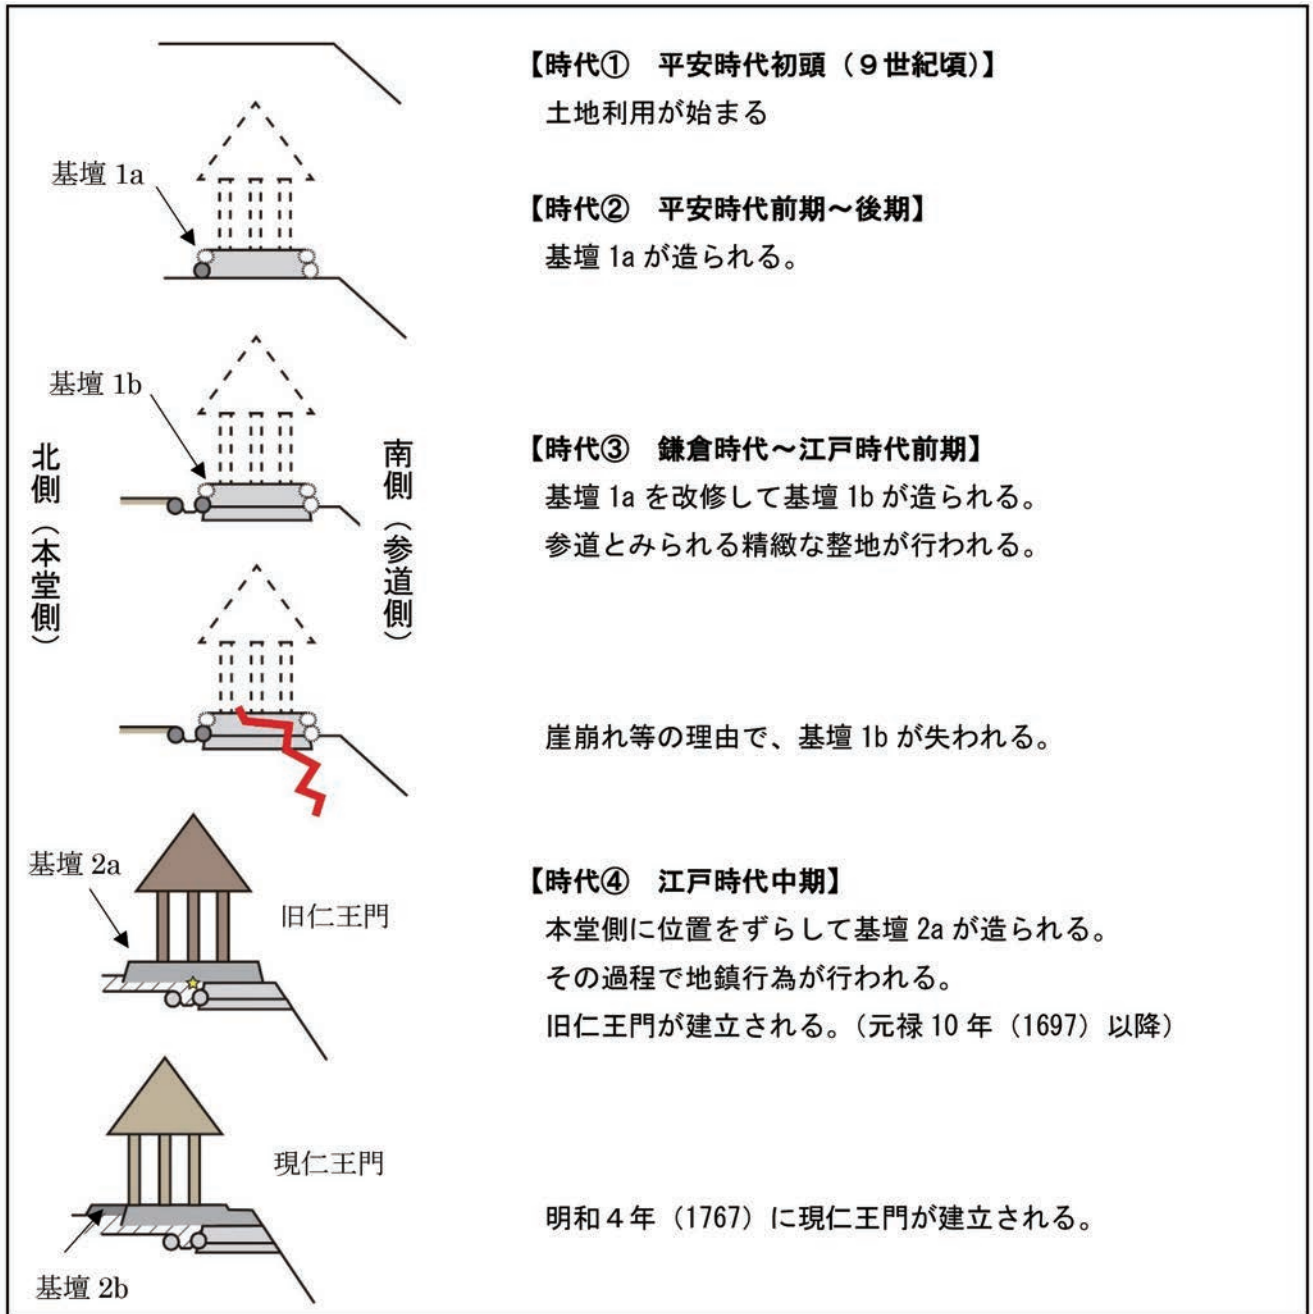 【時代①　平安時代初頭（９世紀頃）】
土地利用が始まる
基壇 1a
【時代②　平安時代前期～後期】
基壇 1a が造られる。
基壇 1b
北側（本堂側）
南側（参道側）
【時代③　鎌倉時代～江戸時代前期】
基壇 1a を改修して基壇 1b が造られる。
参道とみられる精緻な整地が行われる。
崖崩れ等の理由で、基壇 1b が失われる。
基壇 2a
旧仁王門
【時代④　江戸時代中期】
本堂側に位置をずらして基壇 2a が造られる。
その過程で地鎮行為が行われる。
旧仁王門が建立される。（元禄 10 年（1697）以降）
現仁王門
明和４年（1767）に現仁王門が建立される。
基壇 2b